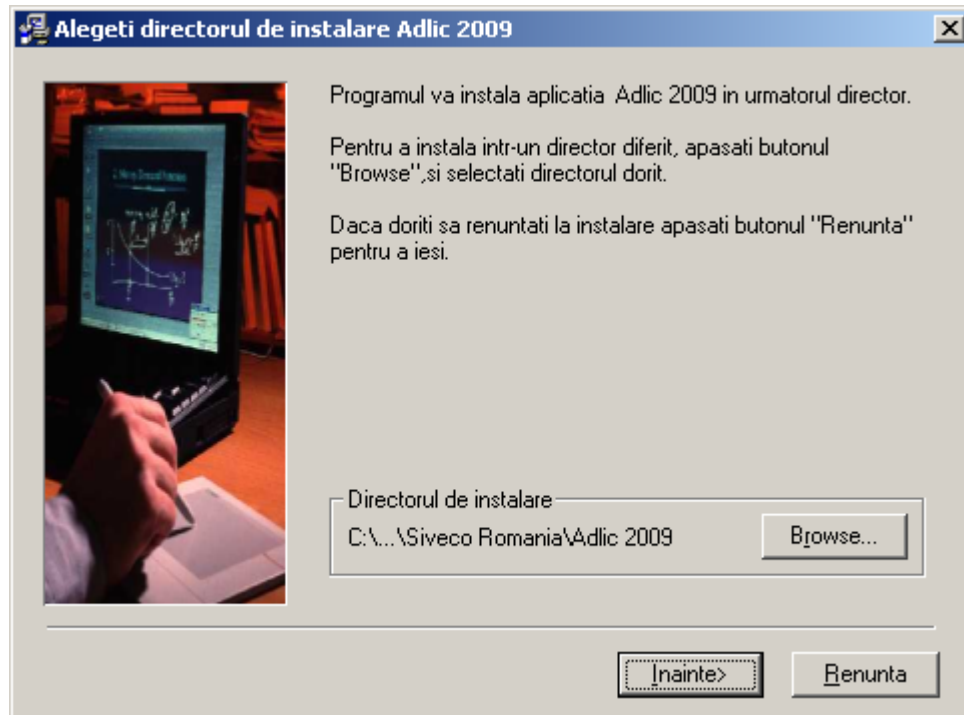 Alegeti directorul de instalare Adlic 2009
Programul va instala aplicatia  Adlic 2009 in urmatorul director.
Pentru a instala intr-un director diferit, apasati butonul
"Browse",si selectati directorul dorit.
Daca doriti sa renuntati la instalare apasati butonul "Renunta"
pentru a iesi.
Directorul de instalare
C:\...\Siveco Romania\Adlic 2009
Browse...
Inainte>
Renunta